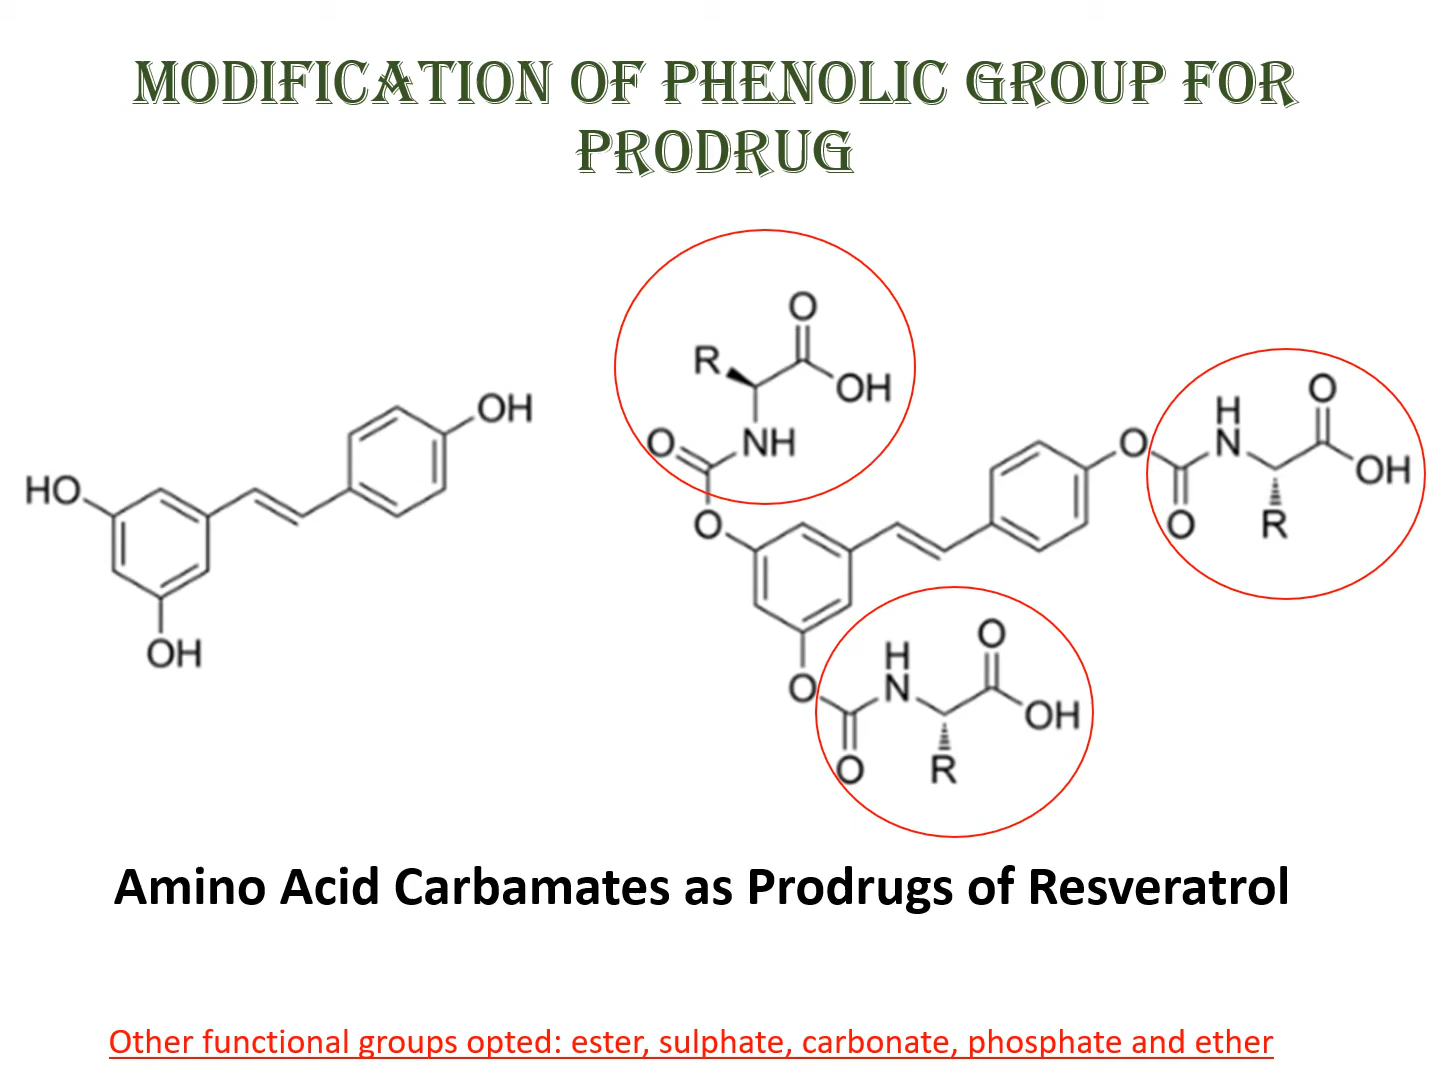 MODIFICATION OF PHENOLIC GROUP FOR
PRODRUG
O
R
OH
O
NH
O
OH
HO
OH
O
H
N
O
OH
O
R
O
H
N
O
OH
O
R
Amino Acid Carbamates as Prodrugs of Resveratrol
Other functional groups opted: ester, sulphate, carbonate, phosphate and ether